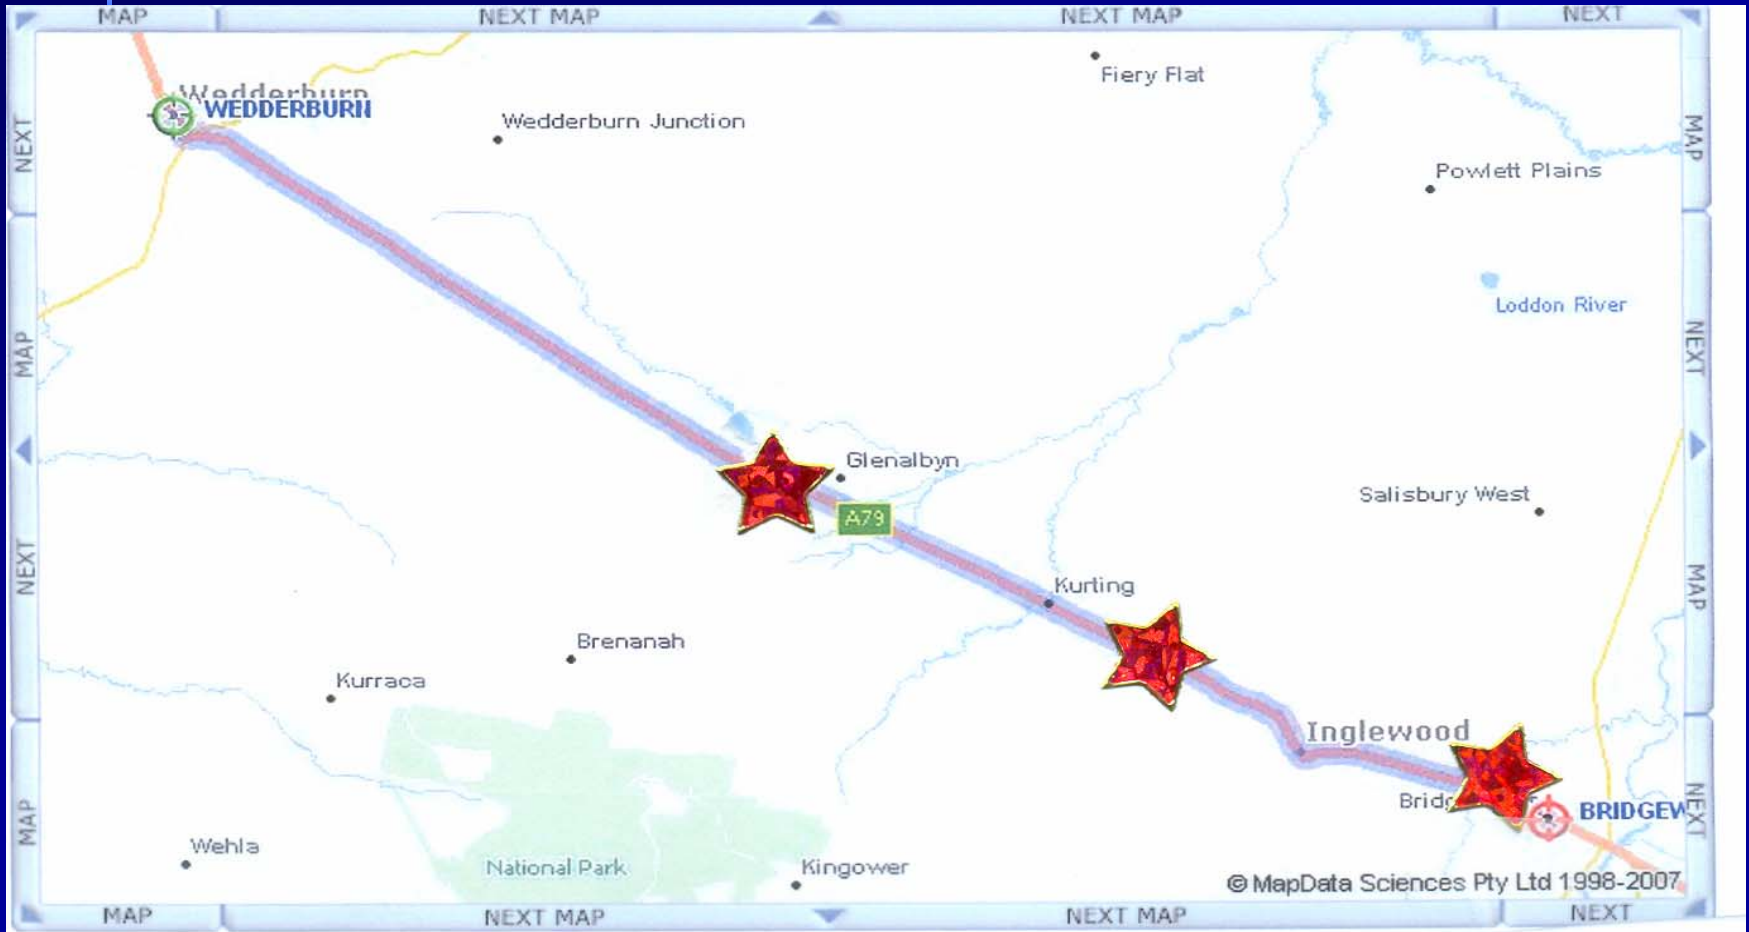 MAP
NEXT MAP
NEXT MAP
NEXT
Fiery Flat
Wedderburn
WEDDERBURN
Wedderburn Junction
NEXT
MAP
Powlett Plains
Loddon River
MAP
NEXT
Glenalbyn
Salisbury West
A79
NEXT
MAP
Kurting
Brenanah
Kurraca
Inglewood
MAP
NEXT
BRIDGEW
Wehla
National Park
Kingower
© MapData Sciences Pty Ltd 1998-2007
MAP
NEXT MAP
NEXT MAP
NEXT